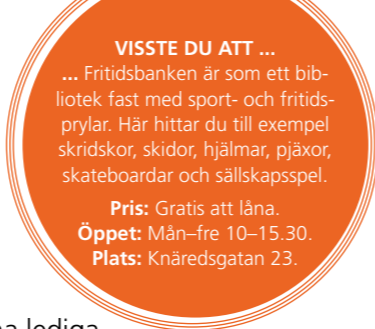 VISSTE DU ATT ...
... Fritidsbanken är som ett bib-
liotek fast med sport- och fritids-
prylar. Här hittar du till exempel
skridskor, skidor, hjälmar, pjäxor,
skateboardar och sällskapsspel.
Pris: Gratis att låna.
Öppet: Mån–fre 10–15.30.
Plats: Knäredsgatan 23.
lediga